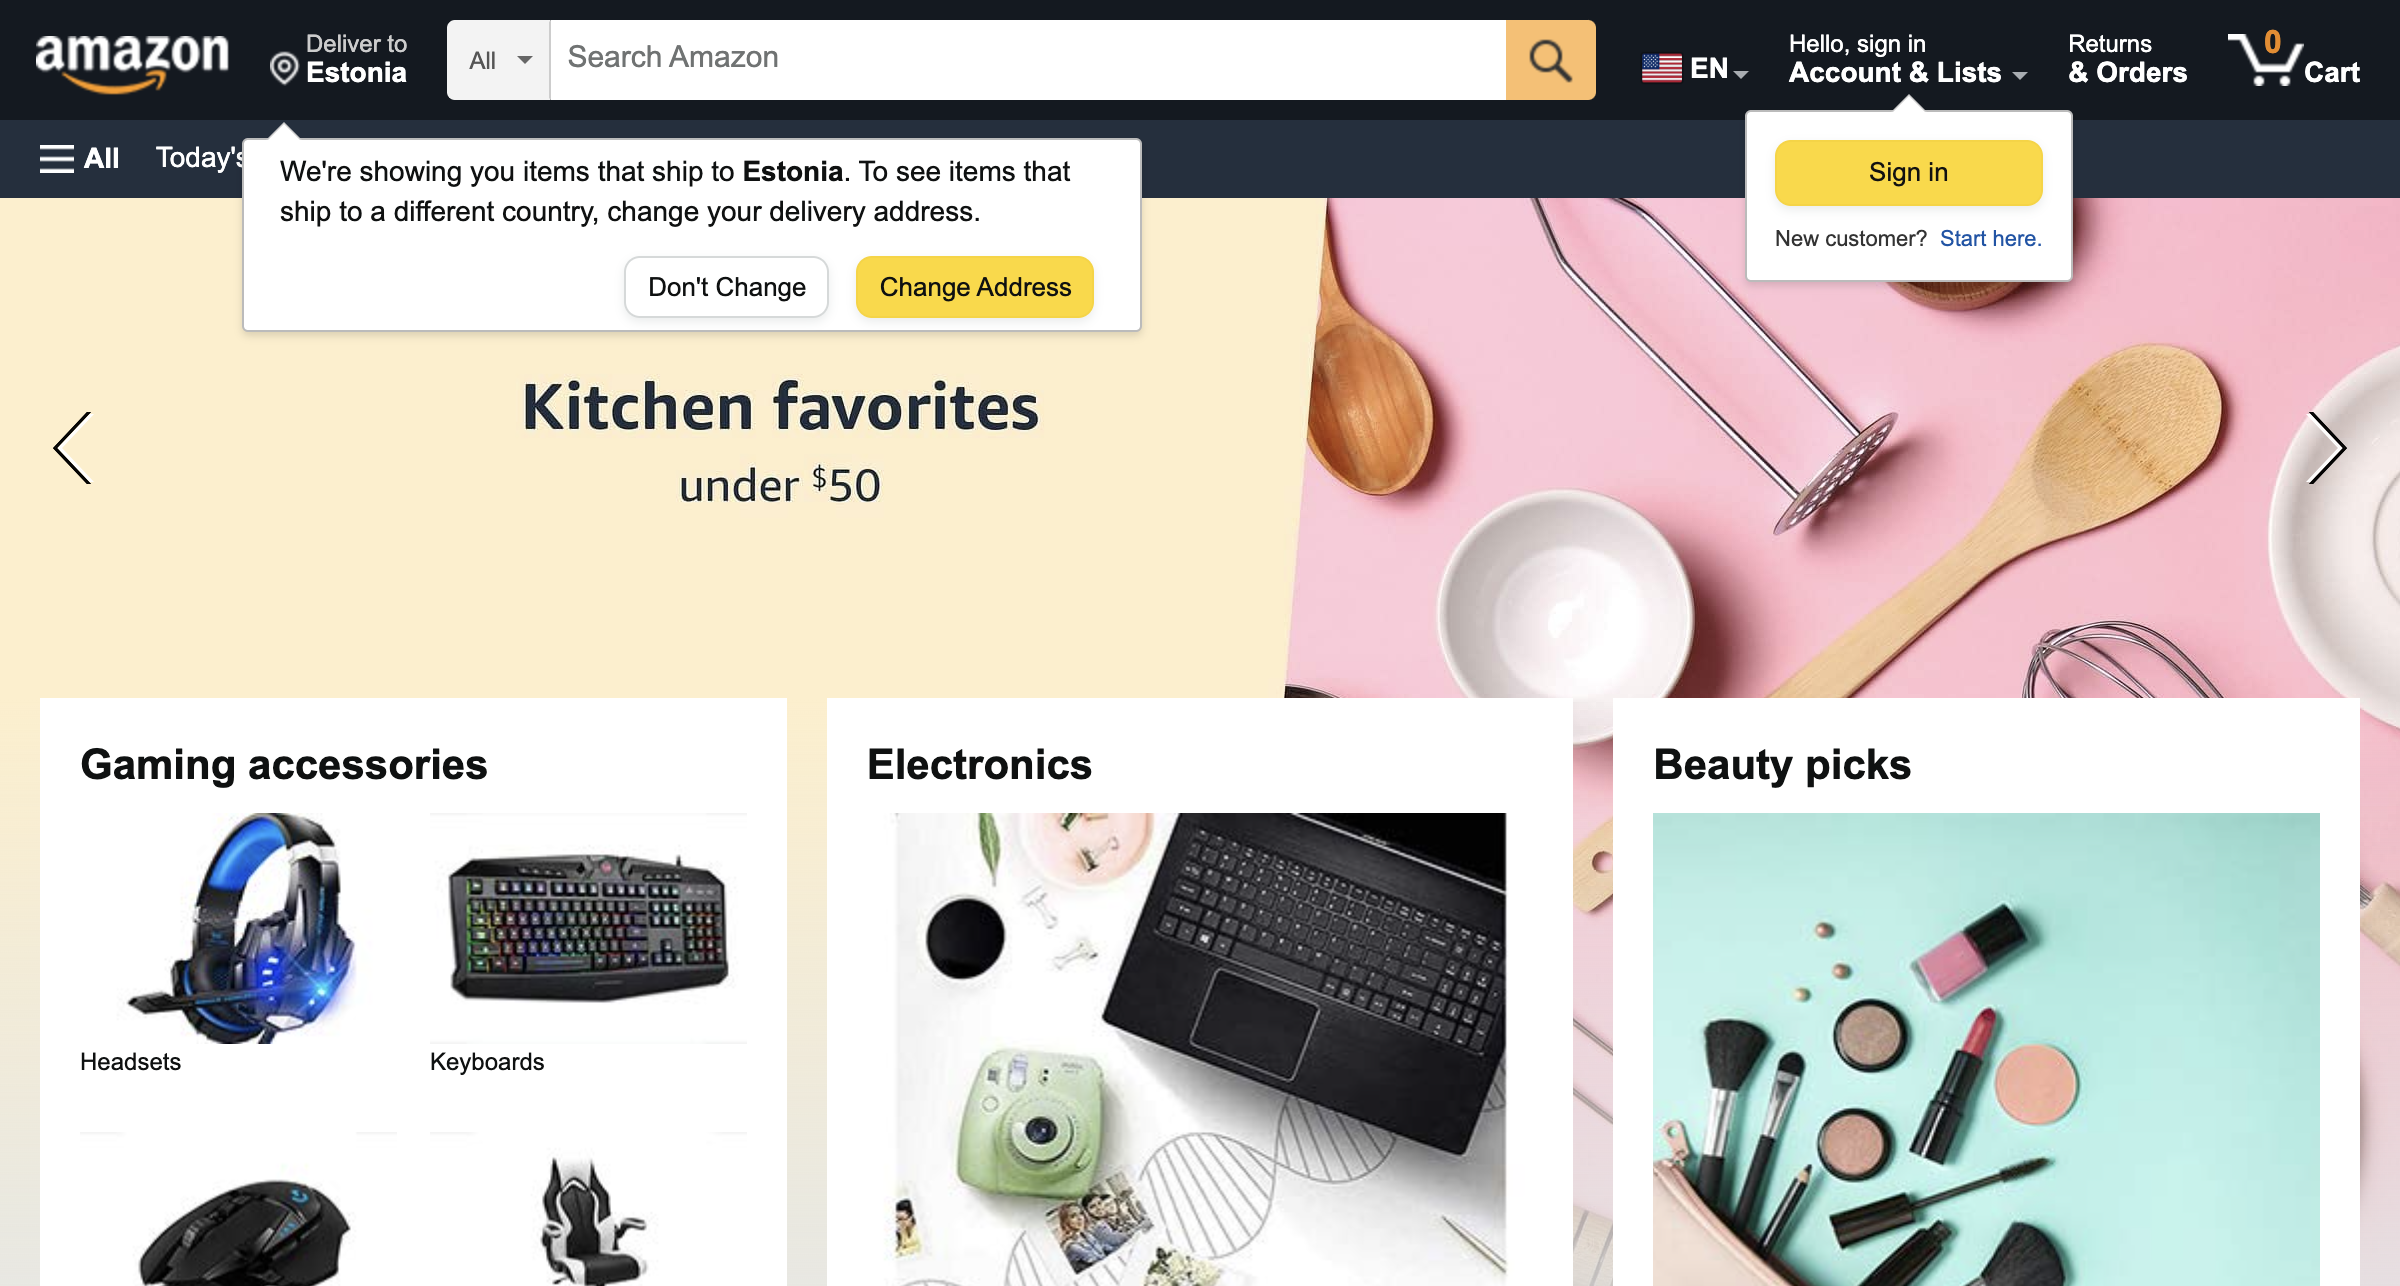 amazon
Deliver to
Estonia
All
Search Amazon
EN
Hello, sign in
Account & Lists
Returns
& Orders
0
Cart
All
Today's
We're showing you items that ship to Estonia. To see items that
ship to a different country, change your delivery address.
Don't Change
Change Address
Sign in
New customer? Start here.
Kitchen favorites
under $50
Gaming accessories
Headsets
Keyboards
Electronics
Beauty picks